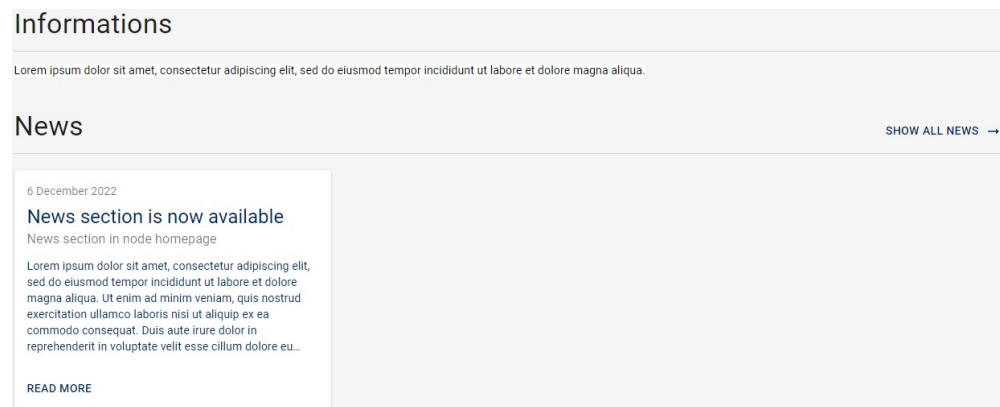 Informations
Lorem ipsum dolor sit amet, consectetur adipiscing elit, sed do eiusmod tempor incididunt ut labore et dolore magna aliqua.
News
SHOW ALL NEWS →
6 December 2022
News section is now available
News section in node homepage
Lorem ipsum dolor sit amet, consectetur adipiscing elit,
sed do eiusmod tempor incididunt ut labore et dolore
magna aliqua. Ut enim ad minim veniam, quis nostrud
exercitation ullamco laboris nisi ut aliquip ex ea
commodo consequat. Duis aute irure dolor in
reprehenderit in voluptate velit esse cillum dolore eu...
READ MORE